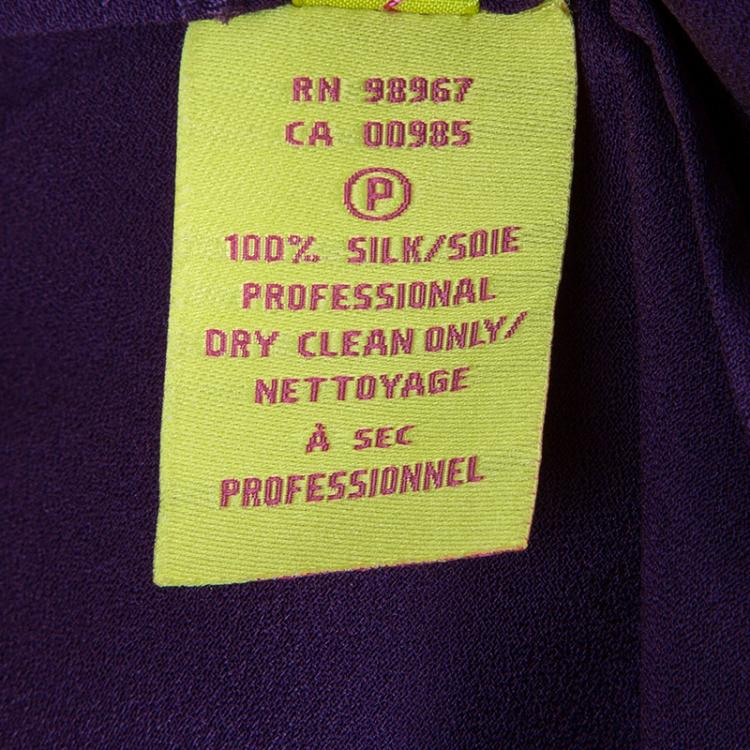 RN 98967
CA 00985
P
100% SILK/SOIE
PROFESSIONAL
DRY CLEAN ONLY/
NETTOYAGE
À SEC
PROFESSIONNEL